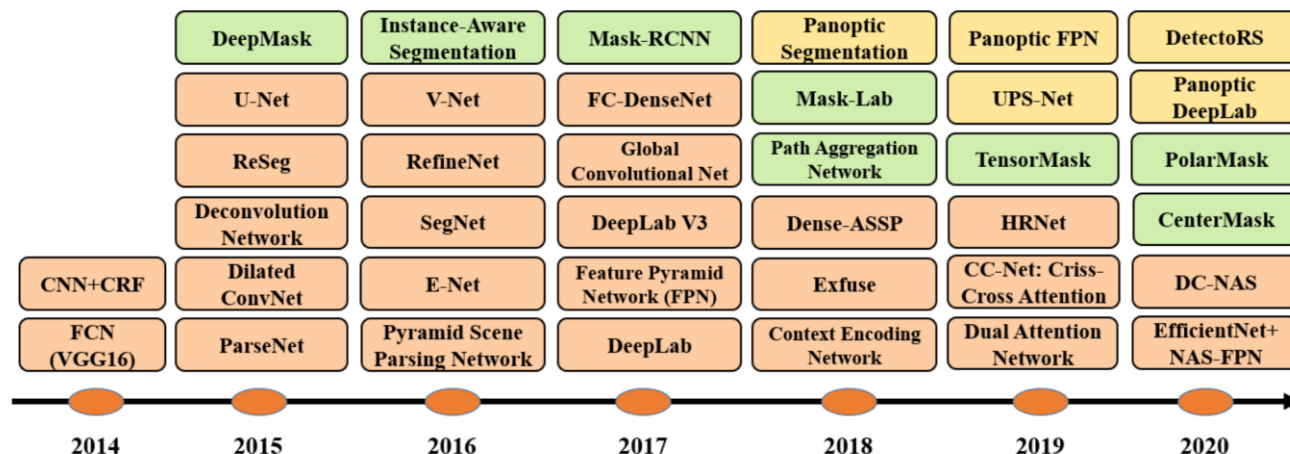 DeepMask
Instance-Aware
Segmentation
Mask-RCNN
Panoptic
Segmentation
Panoptic FPN
DetectoRS
U-Net
V-Net
FC-DenseNet
Mask-Lab
UPS-Net
Panoptic
DeepLab
ReSeg
RefineNet
Global
Convolutional Net
Path Aggregation
Network
TensorMask
PolarMask
Deconvolution
Network
SegNet
DeepLab V3
Dense-ASSP
HRNet
CenterMask
CNN+CRF
Dilated
ConvNet
E-Net
Feature Pyramid
Network (FPN)
Exfuse
CC-Net: Criss-
Cross Attention
DC-NAS
FCN
(VGG16)
ParseNet
Pyramid Scene
Parsing Network
DeepLab
Context Encoding
Network
Dual Attention
Network
EfficientNet+
NAS-FPN
2014
2015
2016
2017
2018
2019
2020